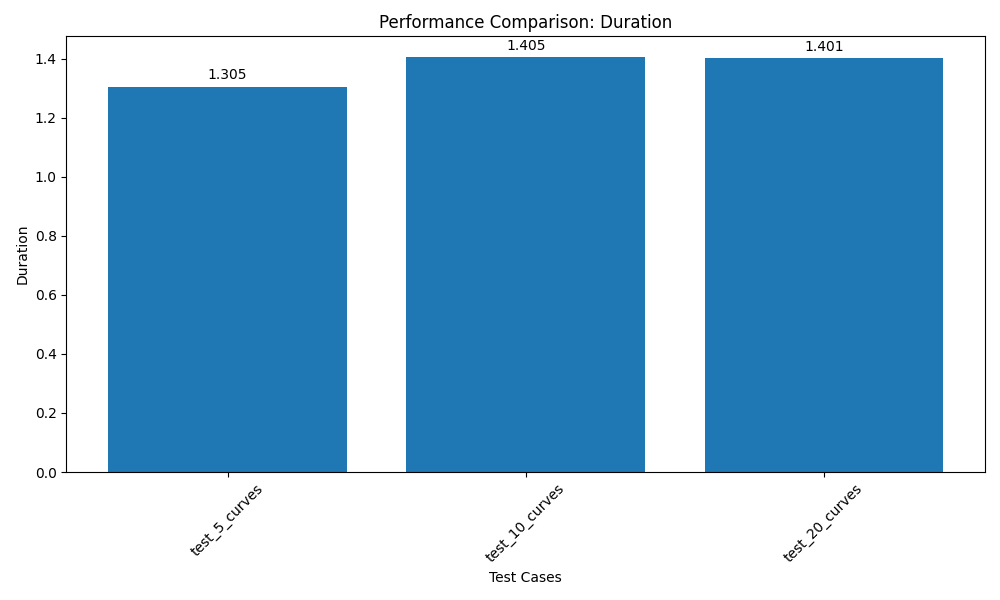 Performance Comparison: Duration
1.305
1.405
1.401
1.4
1.2
1.0
0.8
0.6
0.4
0.2
0.0
Duration
test_5_curves
test_10_curves
test_20_curves
Test Cases